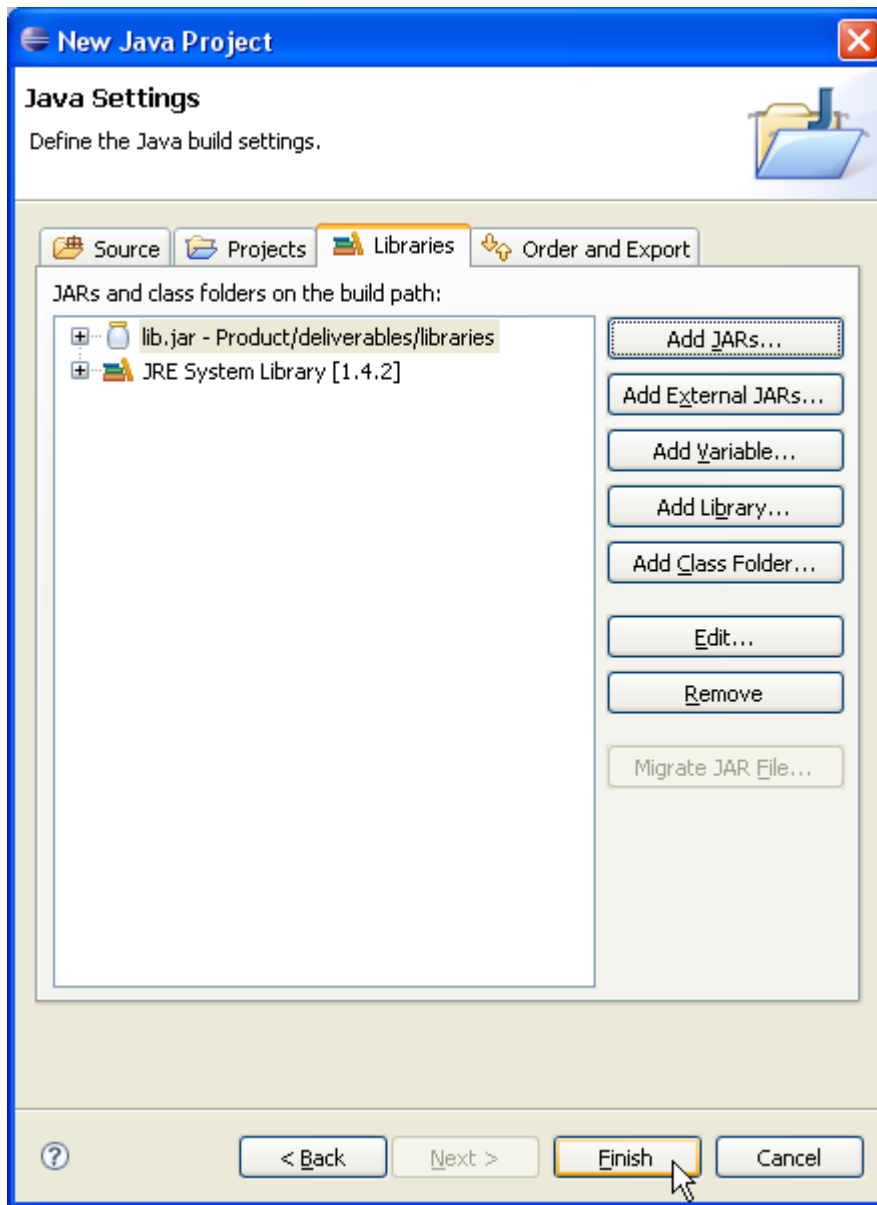 New Java Project
Java Settings
Define the Java build settings.
Source Projects Libraries Order and Export
JARs and class folders on the build path:
lib.jar - Product/deliverables/libraries
JRE System Library [1.4.2]
Add JARs...
Add External JARs...
Add Variable...
Add Library...
Add Class Folder...
Edit...
Remove
Migrate JAR File...
? < Back Next > Finish Cancel